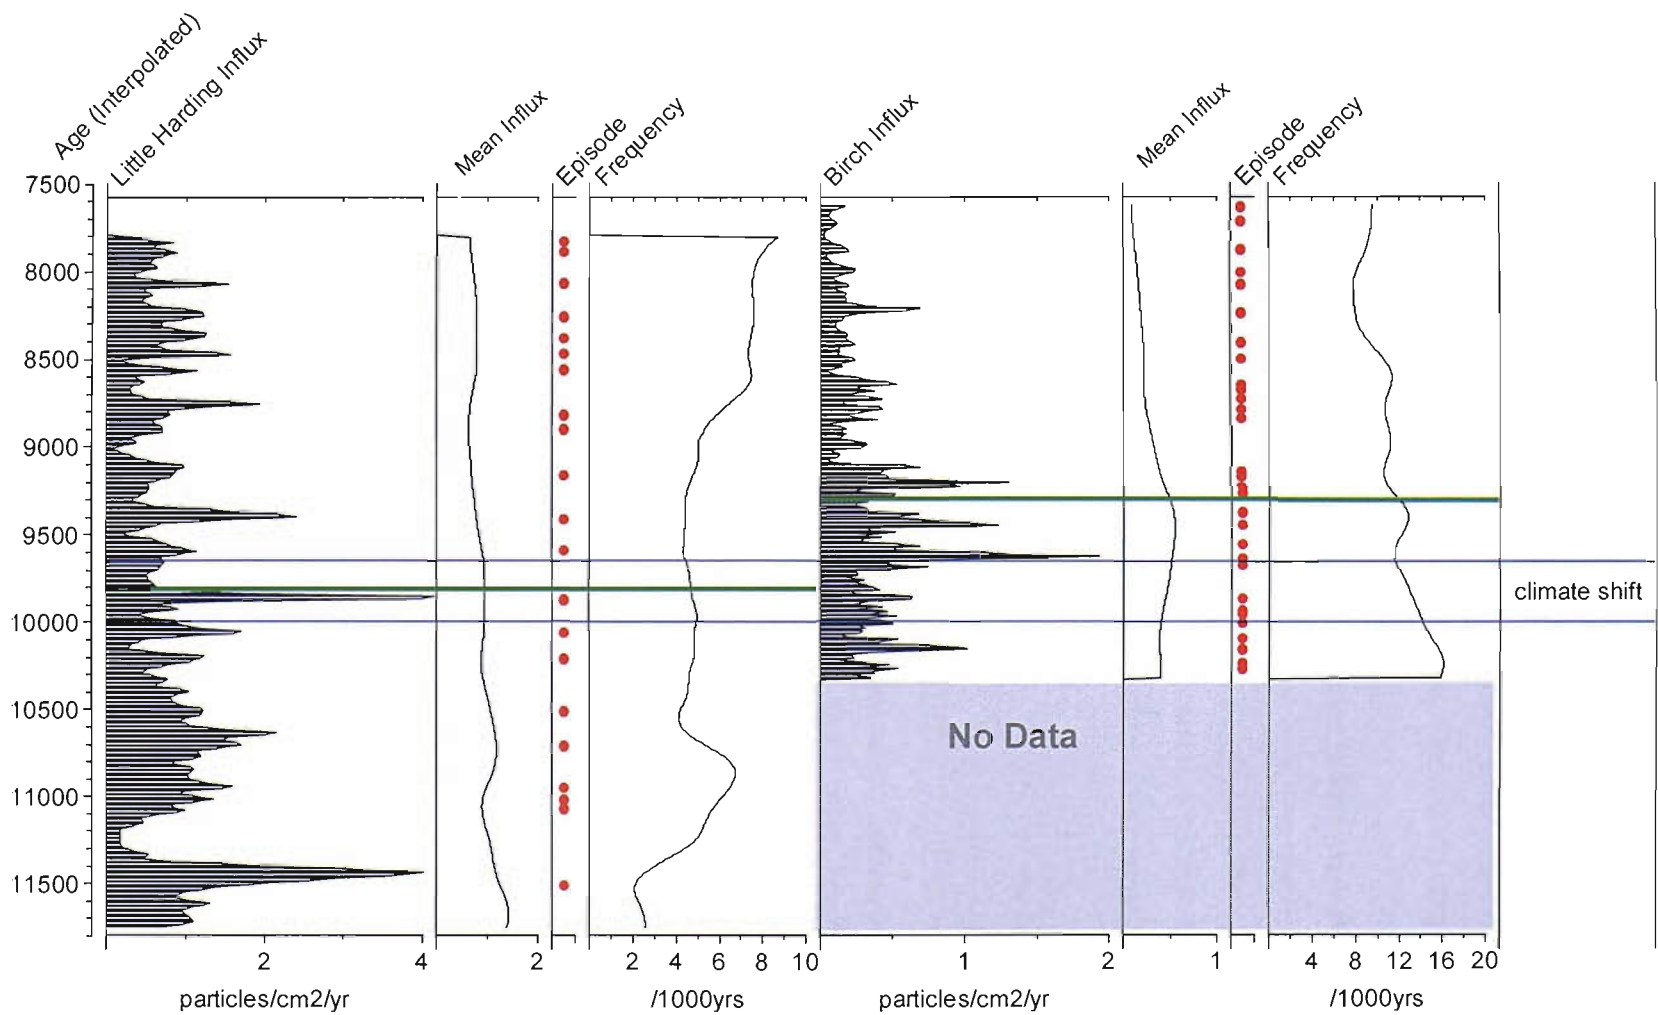 Age (Interpolated)
Little Harding Influx
Mean Influx
Episode
Frequency
Birch Influx
Mean Influx
Episode
Frequency
7500
8000
8500
9000
9500
10000
10500
11000
11500
climate shift
No Data
2 4 2 2 4 6 8 10 1 2 1 4 8 12 16 20
particles/cm2/yr /1000yrs particles/cm2/yr /1000yrs